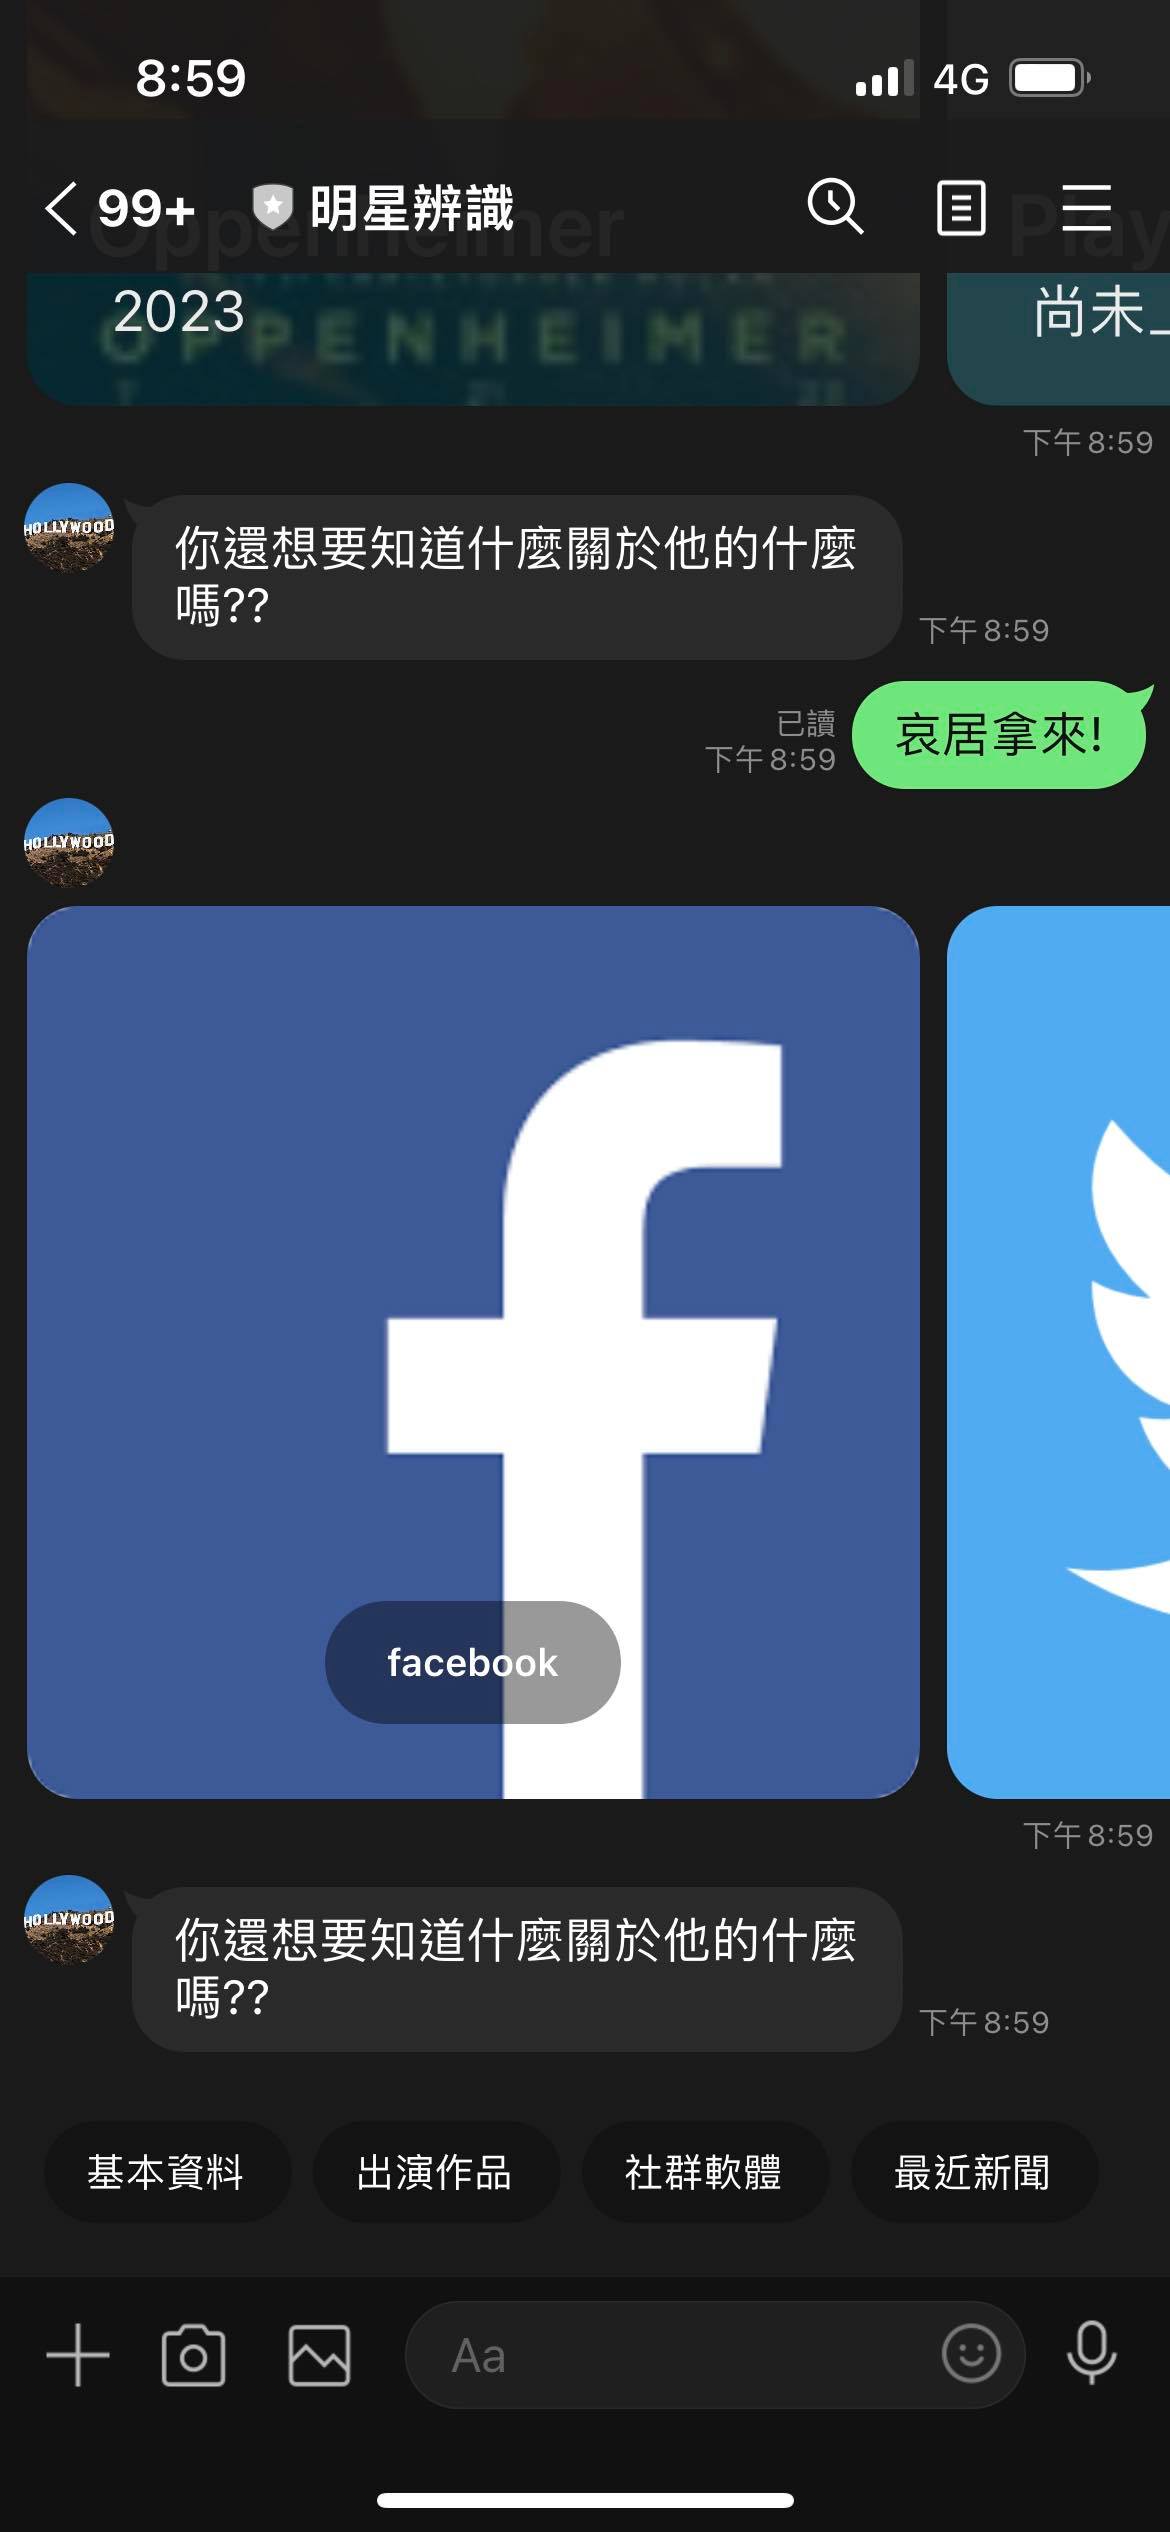 8:59
4G
99+
明星辨識
Oppenheimer
Play
2023
尚未
OPPENHEIMER
下午 8:59
HOLLYWOOD
你還想要知道什麼關於他的什麼
嗎??
下午 8:59
已讀
下午 8:59
哀居拿來!
HOLLYWOOD
f
facebook
下午 8:59
HOLLYWOOD
你還想要知道什麼關於他的什麼
嗎??
下午 8:59
基本資料
出演作品
社群軟體
最近新聞
Aa